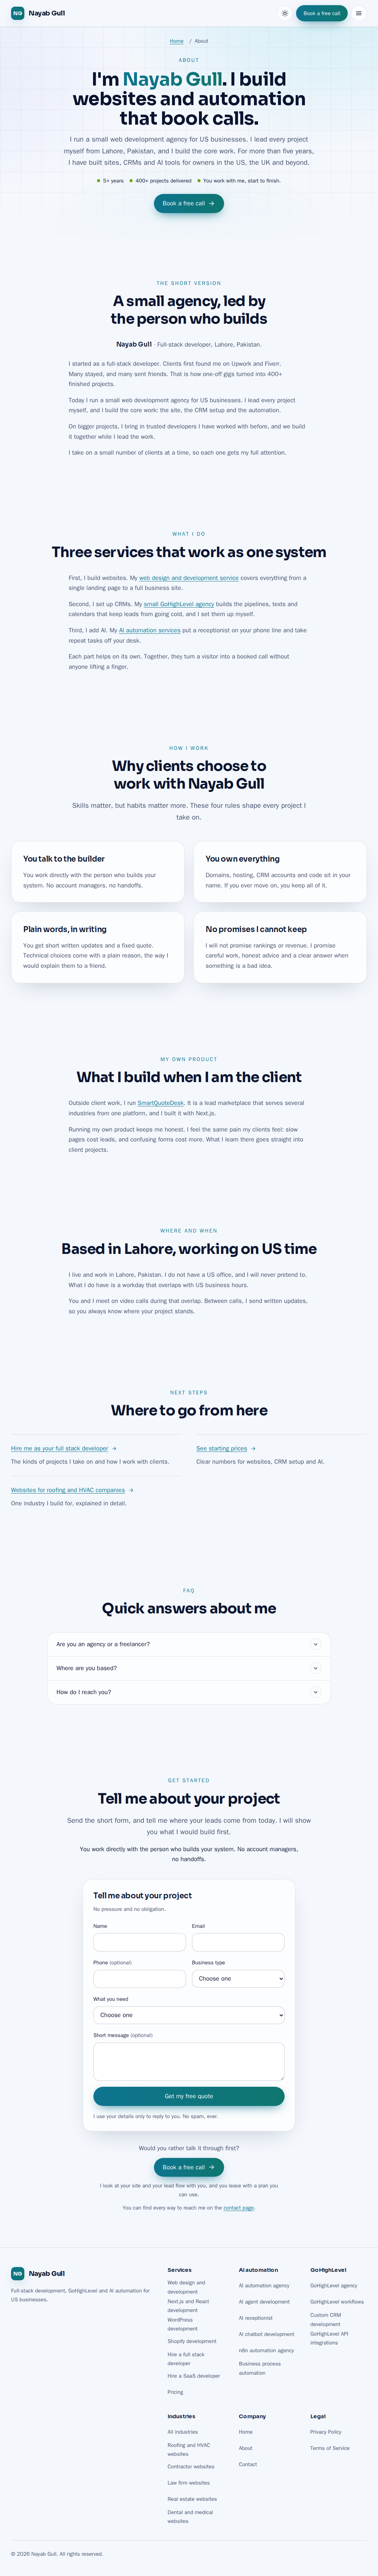 NG Nayab Gull
Book a free call
Home / About
ABOUT
I'm Nayab Gull. I build
websites and automation
that book calls.
I run a small web development agency for US businesses. I lead every project
myself from Lahore, Pakistan, and I build the core work. For more than five years,
I have built sites, CRMs and AI tools for owners in the US, the UK and beyond.
5+ years 400+ projects delivered You work with me, start to finish.
Book a free call →
THE SHORT VERSION
A small agency, led by
the person who builds
Nayab Gull · Full-stack developer, Lahore, Pakistan.
I started as a full-stack developer. Clients first found me on Upwork and Fiverr.
Many stayed, and many sent friends. That is how one-off gigs turned into 400+
finished projects.
Today I run a small web development agency for US businesses. I lead every project
myself, and I build the core work: the site, the CRM setup and the automation.
On bigger projects, I bring in trusted developers I have worked with before, and we build
it together while I lead the work.
I take on a small number of clients at a time, so each one gets my full attention.
WHAT I DO
Three services that work as one system
First, I build websites. My web design and development service covers everything from a
single landing page to a full business site.
Second, I set up CRMs. My small GoHighLevel agency builds the pipelines, texts and
calendars that keep leads from going cold, and I set them up myself.
Third, I add AI. My AI automation services put a receptionist on your phone line and take
repeat tasks off your desk.
Each part helps on its own. Together, they turn a visitor into a booked call without
anyone lifting a finger.
HOW I WORK
Why clients choose to
work with Nayab Gull
Skills matter, but habits matter more. These four rules shape every project I
take on.
You talk to the builder
You work directly with the person who builds your
system. No account managers, no handoffs.
You own everything
Domains, hosting, CRM accounts and code sit in your
name. If you ever move on, you keep all of it.
Plain words, in writing
You get short written updates and a fixed quote.
Technical choices come with a plain reason, the way I
would explain them to a friend.
No promises I cannot keep
I will not promise rankings or revenue. I promise
careful work, honest advice and a clear answer when
something is a bad idea.
MY OWN PRODUCT
What I build when I am the client
Outside client work, I run SmartQuoteDesk. It is a lead marketplace that serves several
industries from one platform, and I built it with Next.js.
Running my own product keeps me honest. I feel the same pain my clients feel: slow
pages cost leads, and confusing forms cost more. What I learn there goes straight into
client projects.
WHERE AND WHEN
Based in Lahore, working on US time
I live and work in Lahore, Pakistan. I do not have a US office, and I will never pretend to.
What I do have is a workday that overlaps with US business hours.
You and I meet on video calls during that overlap. Between calls, I send written updates,
so you always know where your project stands.
NEXT STEPS
Where to go from here
Hire me as your full stack developer →
The kinds of projects I take on and how I work with clients.
See starting prices →
Clear numbers for websites, CRM setup and AI.
Websites for roofing and HVAC companies →
One industry I build for, explained in detail.
FAQ
Quick answers about me
Are you an agency or a freelancer?
Where are you based?
How do I reach you?
GET STARTED
Tell me about your project
Send the short form, and tell me where your leads come from today. I will show
you what I would build first.
You work directly with the person who builds your system. No account managers,
no handoffs.
Tell me about your project
No pressure and no obligation.
Name
Email
Phone (optional)
Business type
Choose one
What you need
Choose one
Short message (optional)
Get my free quote
I use your details only to reply to you. No spam, ever.
Would you rather talk it through first?
Book a free call →
I look at your site and your lead flow with you, and you leave with a plan you
can use.
You can find every way to reach me on the contact page.
NG Nayab Gull
Full-stack development, GoHighLevel and AI automation for
US businesses.
Services
Web design and
development
Next.js and React
development
WordPress
development
Shopify development
Hire a full stack
developer
Hire a SaaS developer
Pricing
AI automation
AI automation agency
AI agent development
AI receptionist
AI chatbot development
n8n automation agency
Business process
automation
GoHighLevel
GoHighLevel agency
GoHighLevel workflows
Custom CRM
development
GoHighLevel API
integrations
Industries
All industries
Roofing and HVAC
websites
Contractor websites
Law firm websites
Real estate websites
Dental and medical
websites
Company
Home
About
Contact
Legal
Privacy Policy
Terms of Service
© 2026 Nayab Gull. All rights reserved.